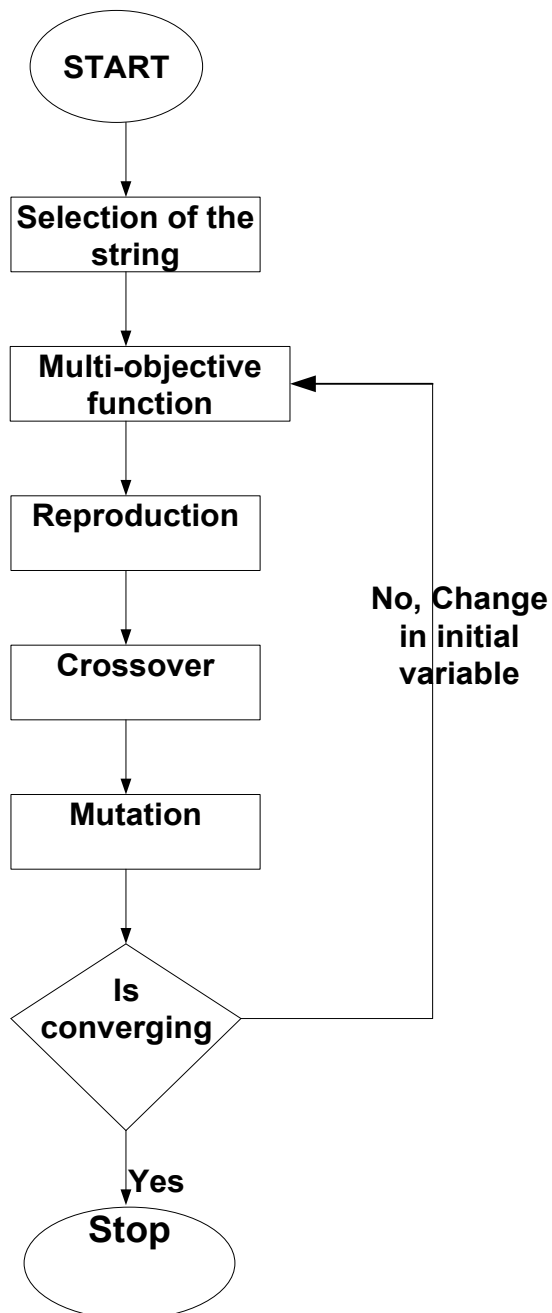 START
Selection of the
string
Multi-objective
function
Reproduction
Crossover
Mutation
Is
converging
No, Change
in initial
variable
Yes
Stop